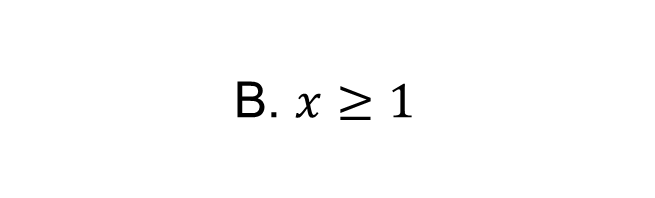 B. x ≥ 1